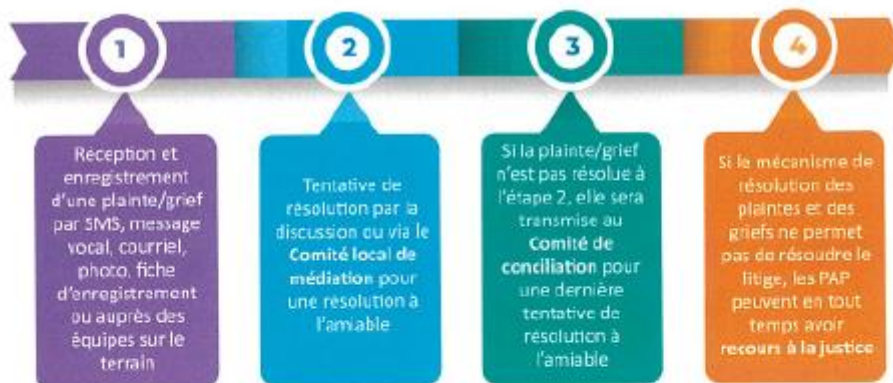 1
Reception et
enregistrement
d'une plainte/grief
par SMS, message
vocal, courriel,
photo, fiche
d'enregistrement
ou auprès des
équipes sur le
terrain
2
Tentative de
résolution par la
discussion ou via le
Comité local de
médiation pour
une résolution à
l'amiable
3
Si la plainte/grief
n'est pas résolue à
l'étape 2, elle sera
transmise au
Comité de
conciliation pour
une dernière
tentative de
résolution à
l'amiable
4
Si le mécanisme de
résolution des
plaintes et des
griefs ne permet
pas de résoudre le
litige, les PAP
peuvent en tout
temps avoir
recours à la justice